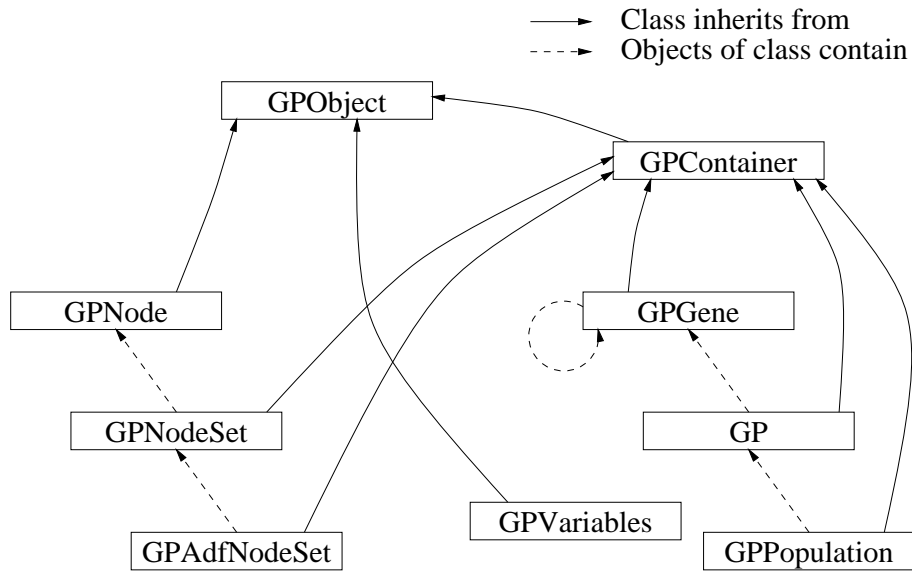 Class inherits from
Objects of class contain
GPObject
GPContainer
GPNode
GPGene
GPNodeSet
GP
GPVariables
GPAdfNodeSet
GPPopulation